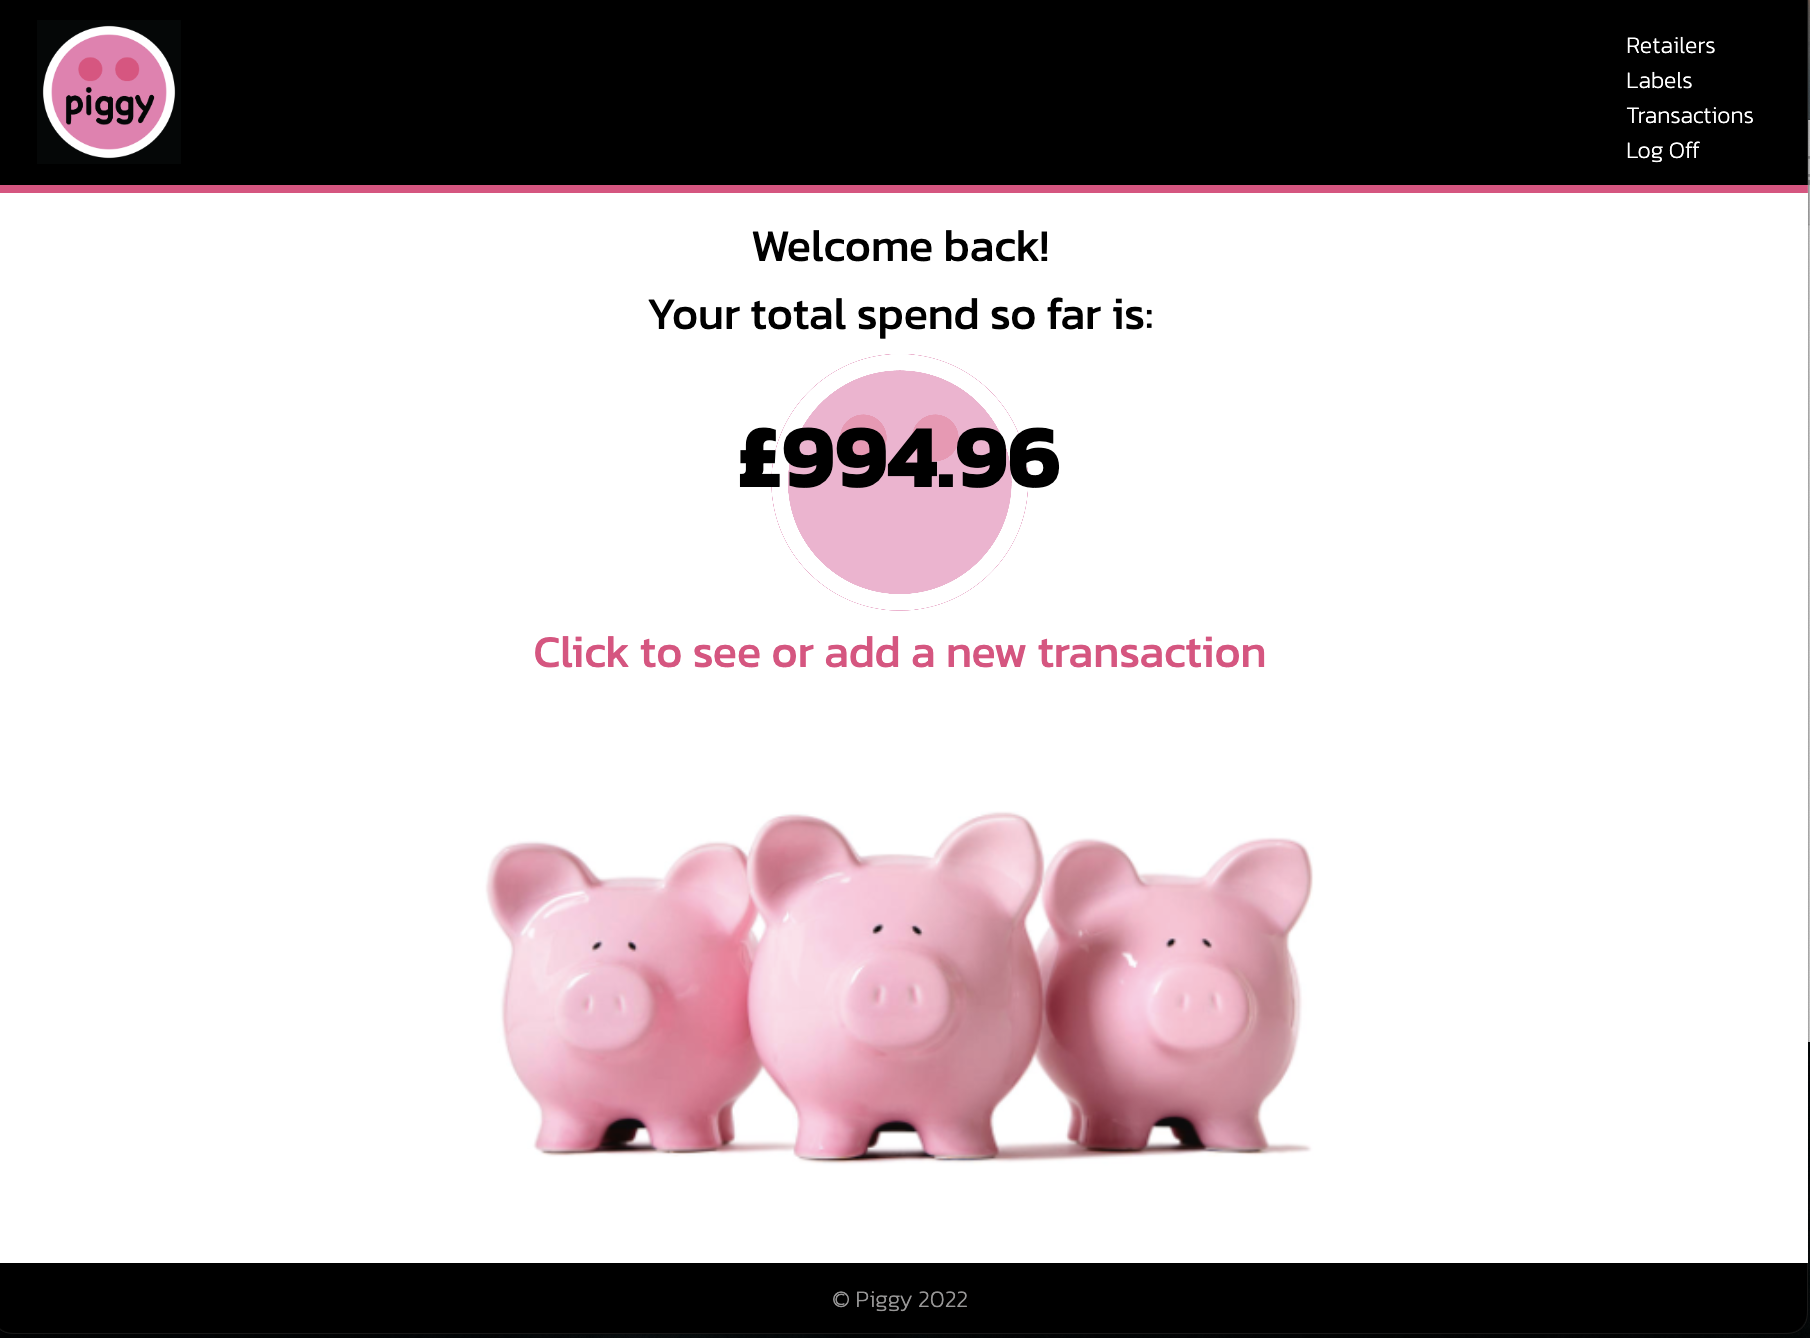 piggy
Retailers
Labels
Transactions
Log Off
Welcome back!
Your total spend so far is:
£994.96
Click to see or add a new transaction
© Piggy 2022